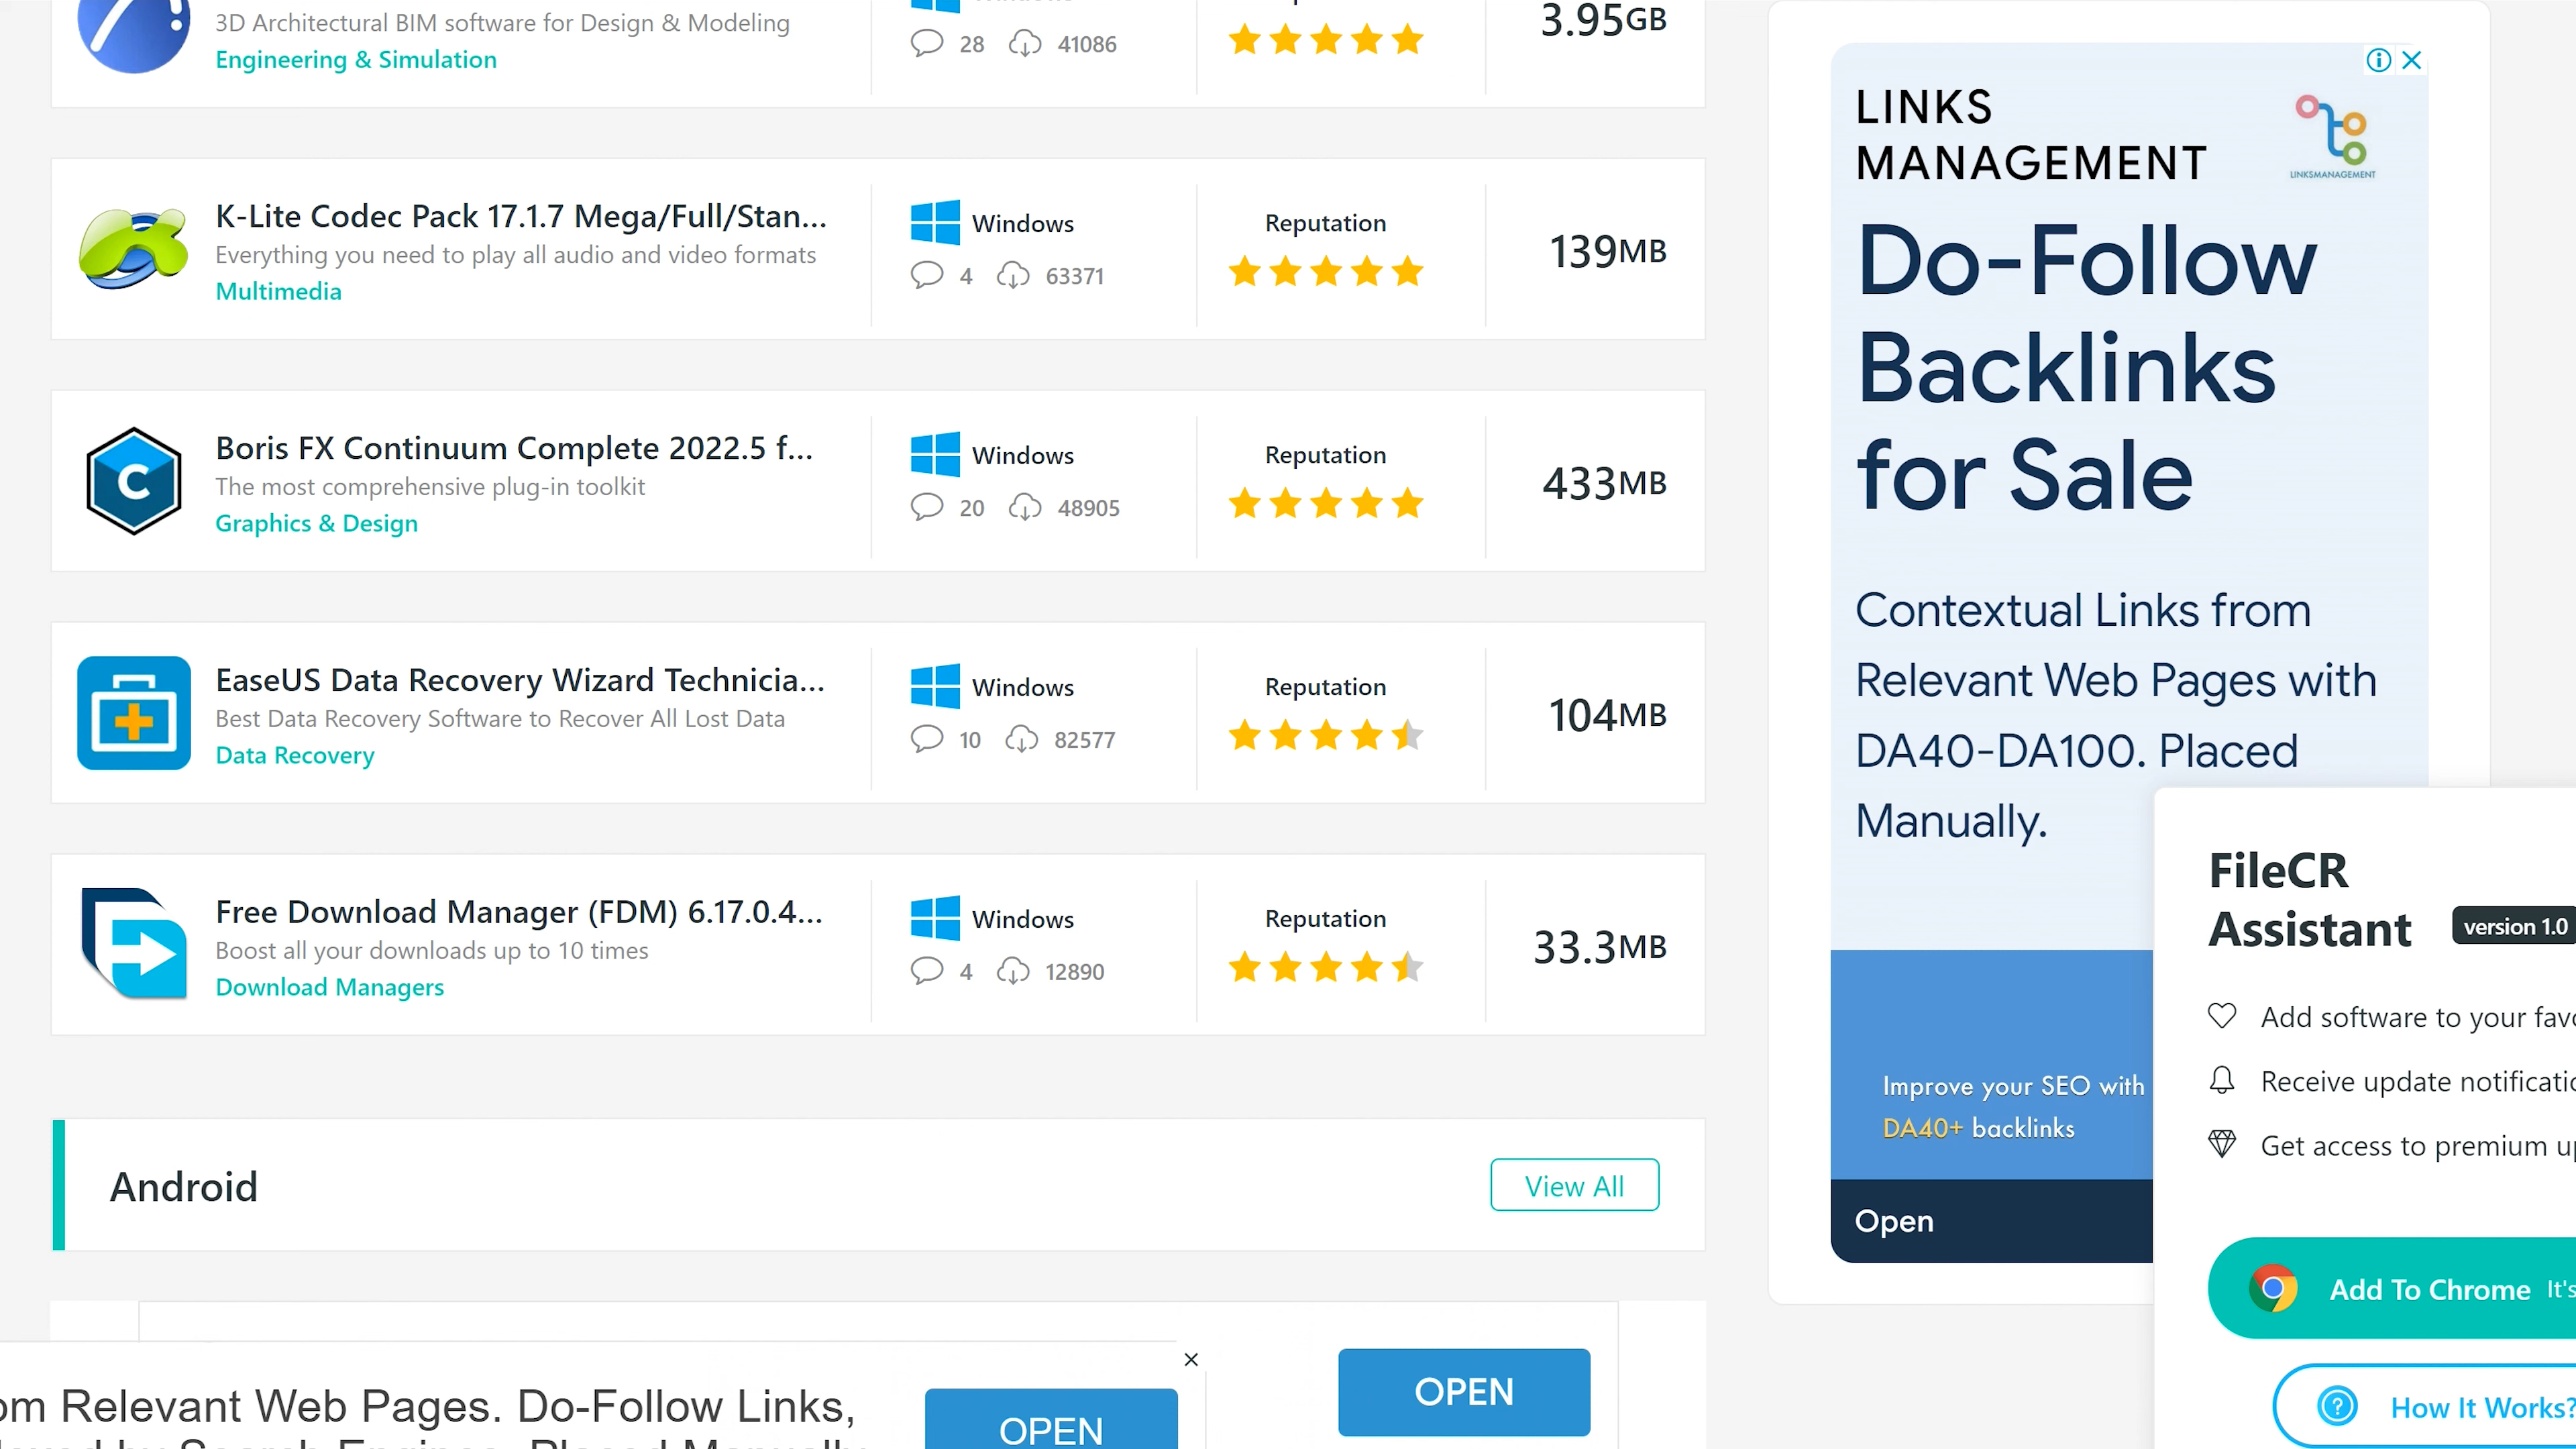 3D Architectural BIM software for Design & Modeling
Engineering & Simulation
28 41086
3.95GB
K-Lite Codec Pack 17.1.7 Mega/Full/Stan...
Everything you need to play all audio and video formats
Multimedia
Windows
4 63371
Reputation
139MB
Boris FX Continuum Complete 2022.5 f...
The most comprehensive plug-in toolkit
Graphics & Design
Windows
20 48905
Reputation
433MB
EaseUS Data Recovery Wizard Technicia...
Best Data Recovery Software to Recover All Lost Data
Data Recovery
Windows
10 82577
Reputation
104MB
Free Download Manager (FDM) 6.17.0.4...
Boost all your downloads up to 10 times
Download Managers
Windows
4 12890
Reputation
33.3MB
Android
View All
om Relevant Web Pages. Do-Follow Links,
Placed Manually
OPEN
OPEN
LINKS
MANAGEMENT
LINKSMANAGEMENT
Do-Follow
Backlinks
for Sale
Contextual Links from
Relevant Web Pages with
DA40-DA100. Placed
Manually.
Improve your SEO with
DA40+ backlinks
Open
FileCR
Assistant
version 1.0
Add software to your favo
Receive update notificatio
Get access to premium up
Add To Chrome It's
How It Works?